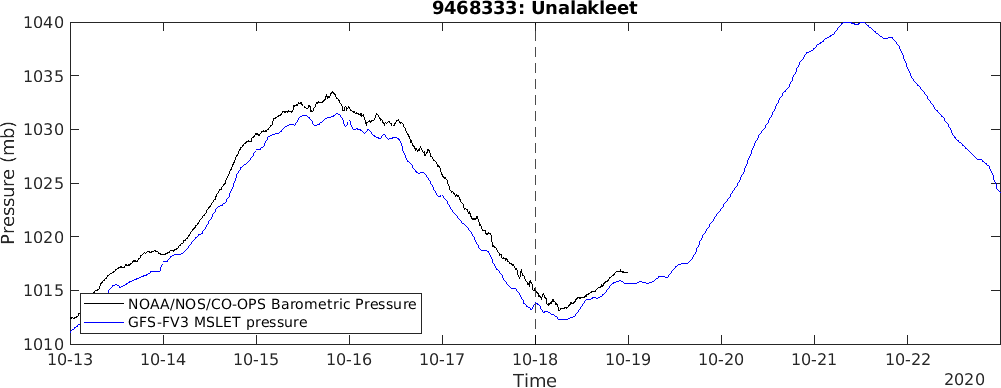 9468333: Unalakleet
1040
1035
1030
1025
1020
1015
1010
Pressure (mb)
NOAA/NOS/CO-OPS Barometric Pressure
GFS-FV3 MSLET pressure
10-13 10-14 10-15 10-16 10-17 10-18 10-19 10-20 10-21 10-22
Time
2020